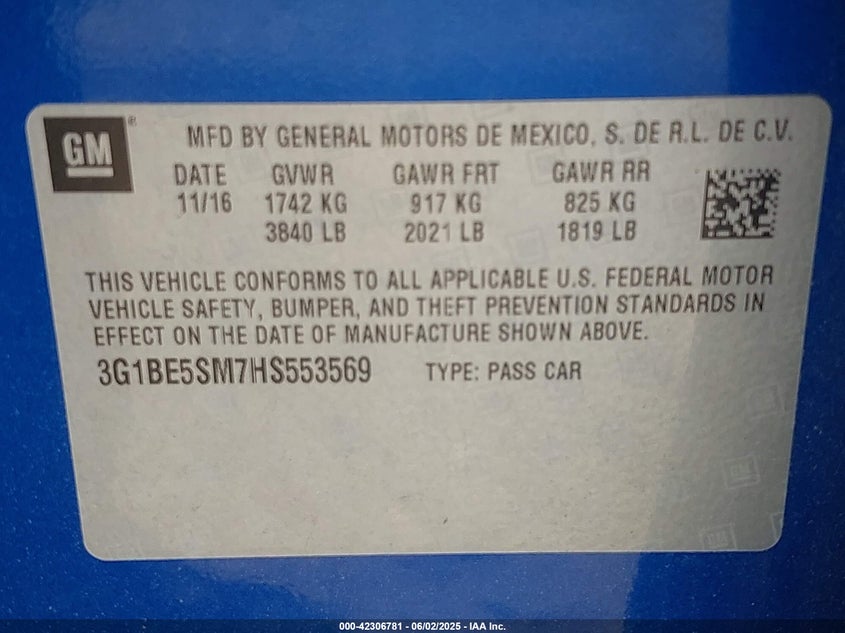 GM®
MFD BY GENERAL MOTORS DE MEXICO, S. DE R.L. DE C.V.
DATE GVWR GAWR FRT GAWR RR
11/16 1742 KG 917 KG 825 KG
3840 LB 2021 LB 1819 LB
THIS VEHICLE CONFORMS TO ALL APPLICABLE U.S. FEDERAL MOTOR
VEHICLE SAFETY, BUMPER, AND THEFT PREVENTION STANDARDS IN
EFFECT ON THE DATE OF MANUFACTURE SHOWN ABOVE.
3G1BE5SM7HS553569 TYPE: PASS CAR
000-42306781 - 06/02/2025 - IAA Inc.